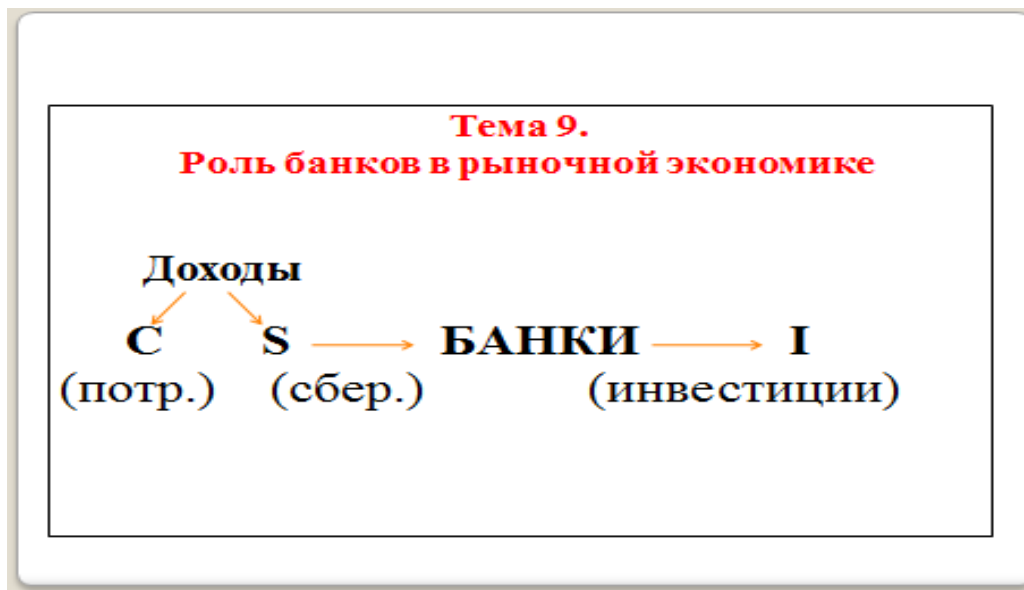 Тема 9.
Роль банков в рыночной экономике
Доходы
C S БАНКИ I
(потр.) (сбер.) (инвестиции)